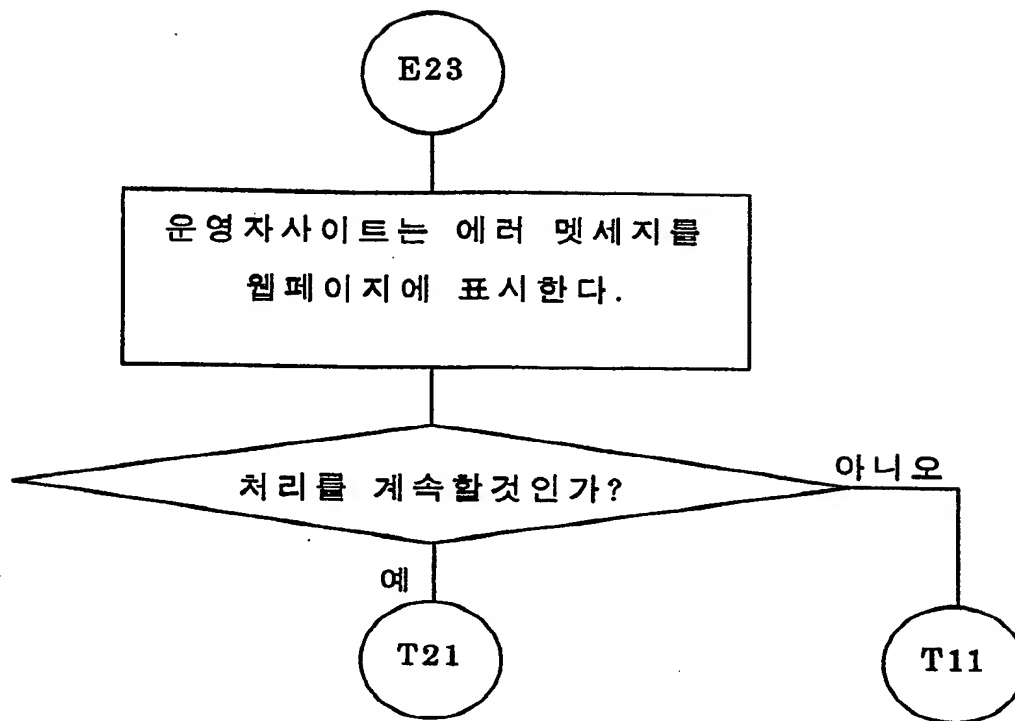 E23
운영자사이트는 에러 멧세지를
웹페이지에 표시한다.
처리를 계속할것인가?
아니오
예
T21
T11